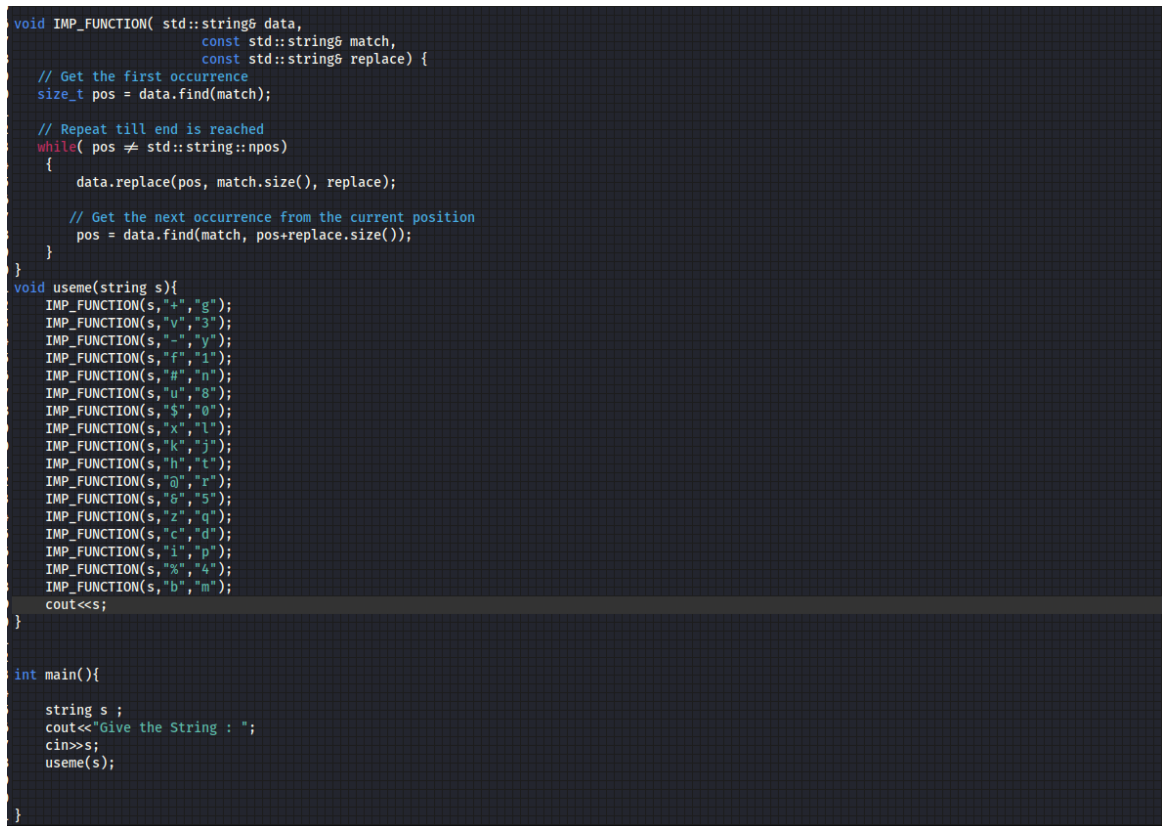 void IMP_FUNCTION( std::string& data,
const std::string& match,
const std::string& replace) {
// Get the first occurrence
size_t pos = data.find(match);
// Repeat till end is reached
while( pos ≠ std::string::npos)
{
data.replace(pos, match.size(), replace);
// Get the next occurrence from the current position
pos = data.find(match, pos+replace.size());
}
}
void useme(string s){
IMP_FUNCTION(s,"+","g");
IMP_FUNCTION(s,"v","3");
IMP_FUNCTION(s,"-","y");
IMP_FUNCTION(s,"f","1");
IMP_FUNCTION(s,"#","n");
IMP_FUNCTION(s,"u","8");
IMP_FUNCTION(s,"$","0");
IMP_FUNCTION(s,"x","l");
IMP_FUNCTION(s,"k","j");
IMP_FUNCTION(s,"h","t");
IMP_FUNCTION(s,"@","r");
IMP_FUNCTION(s,"&","5");
IMP_FUNCTION(s,"z","q");
IMP_FUNCTION(s,"c","d");
IMP_FUNCTION(s,"i","p");
IMP_FUNCTION(s,"%","4");
IMP_FUNCTION(s,"b","m");
cout<<s;
}
int main(){
string s ;
cout<<"Give the String : ";
cin>>s;
useme(s);
}